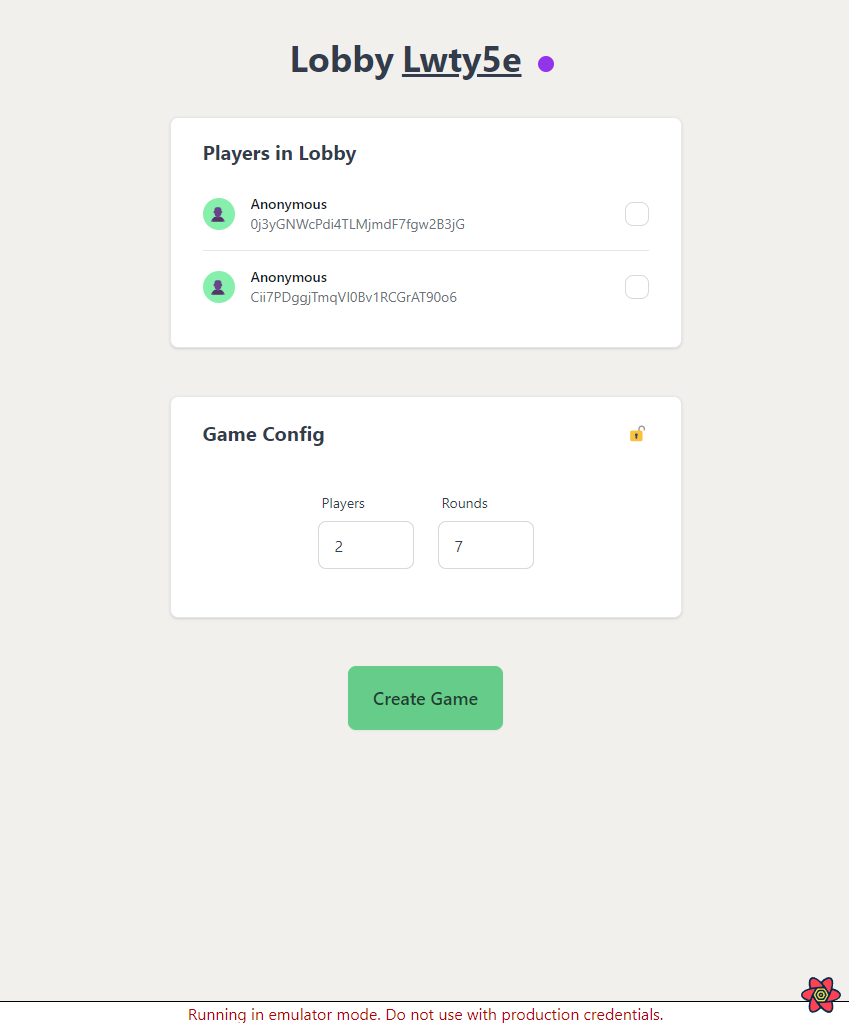 Lobby Lwty5e
Players in Lobby
Anonymous
0j3yGNWcPdi4TLMjmdF7fgw2B3jG
Anonymous
Cii7PDggjTmqVI0Bv1RCGrAT90o6
Game Config
Players Rounds
2 7
Create Game
Running in emulator mode. Do not use with production credentials.